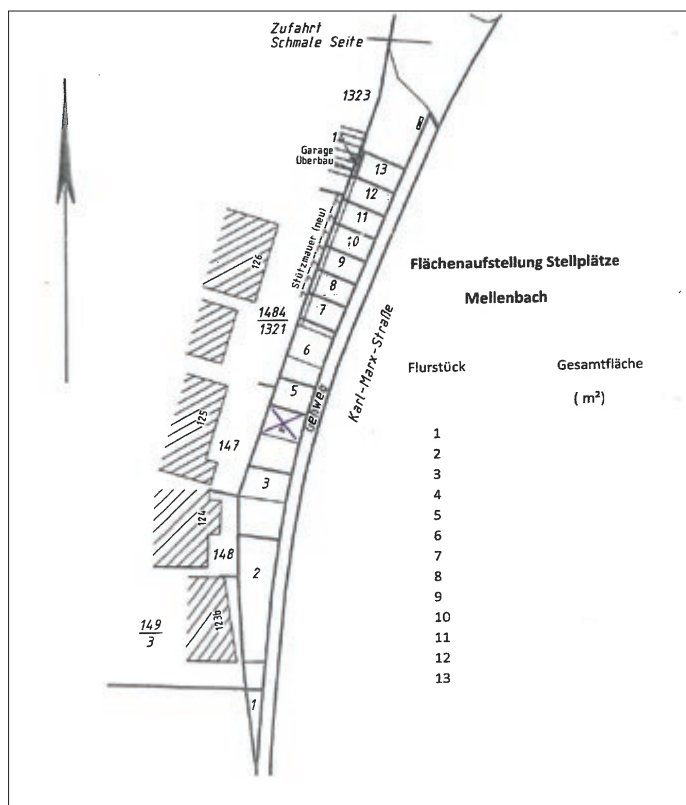 Zufahrt
Schmale Seite
1323
Garage
Überbau
13
12
11
10
9
8
7
6
5
3
2
1
Stützmauer (neu)
126
1484
1321
125
147
124
148
123b
149
3
Gehweg
Karl-Marx-Straße
Flächenaufstellung Stellplätze
Mellenbach
Flurstück Gesamtfläche
( m²)
1
2
3
4
5
6
7
8
9
10
11
12
13